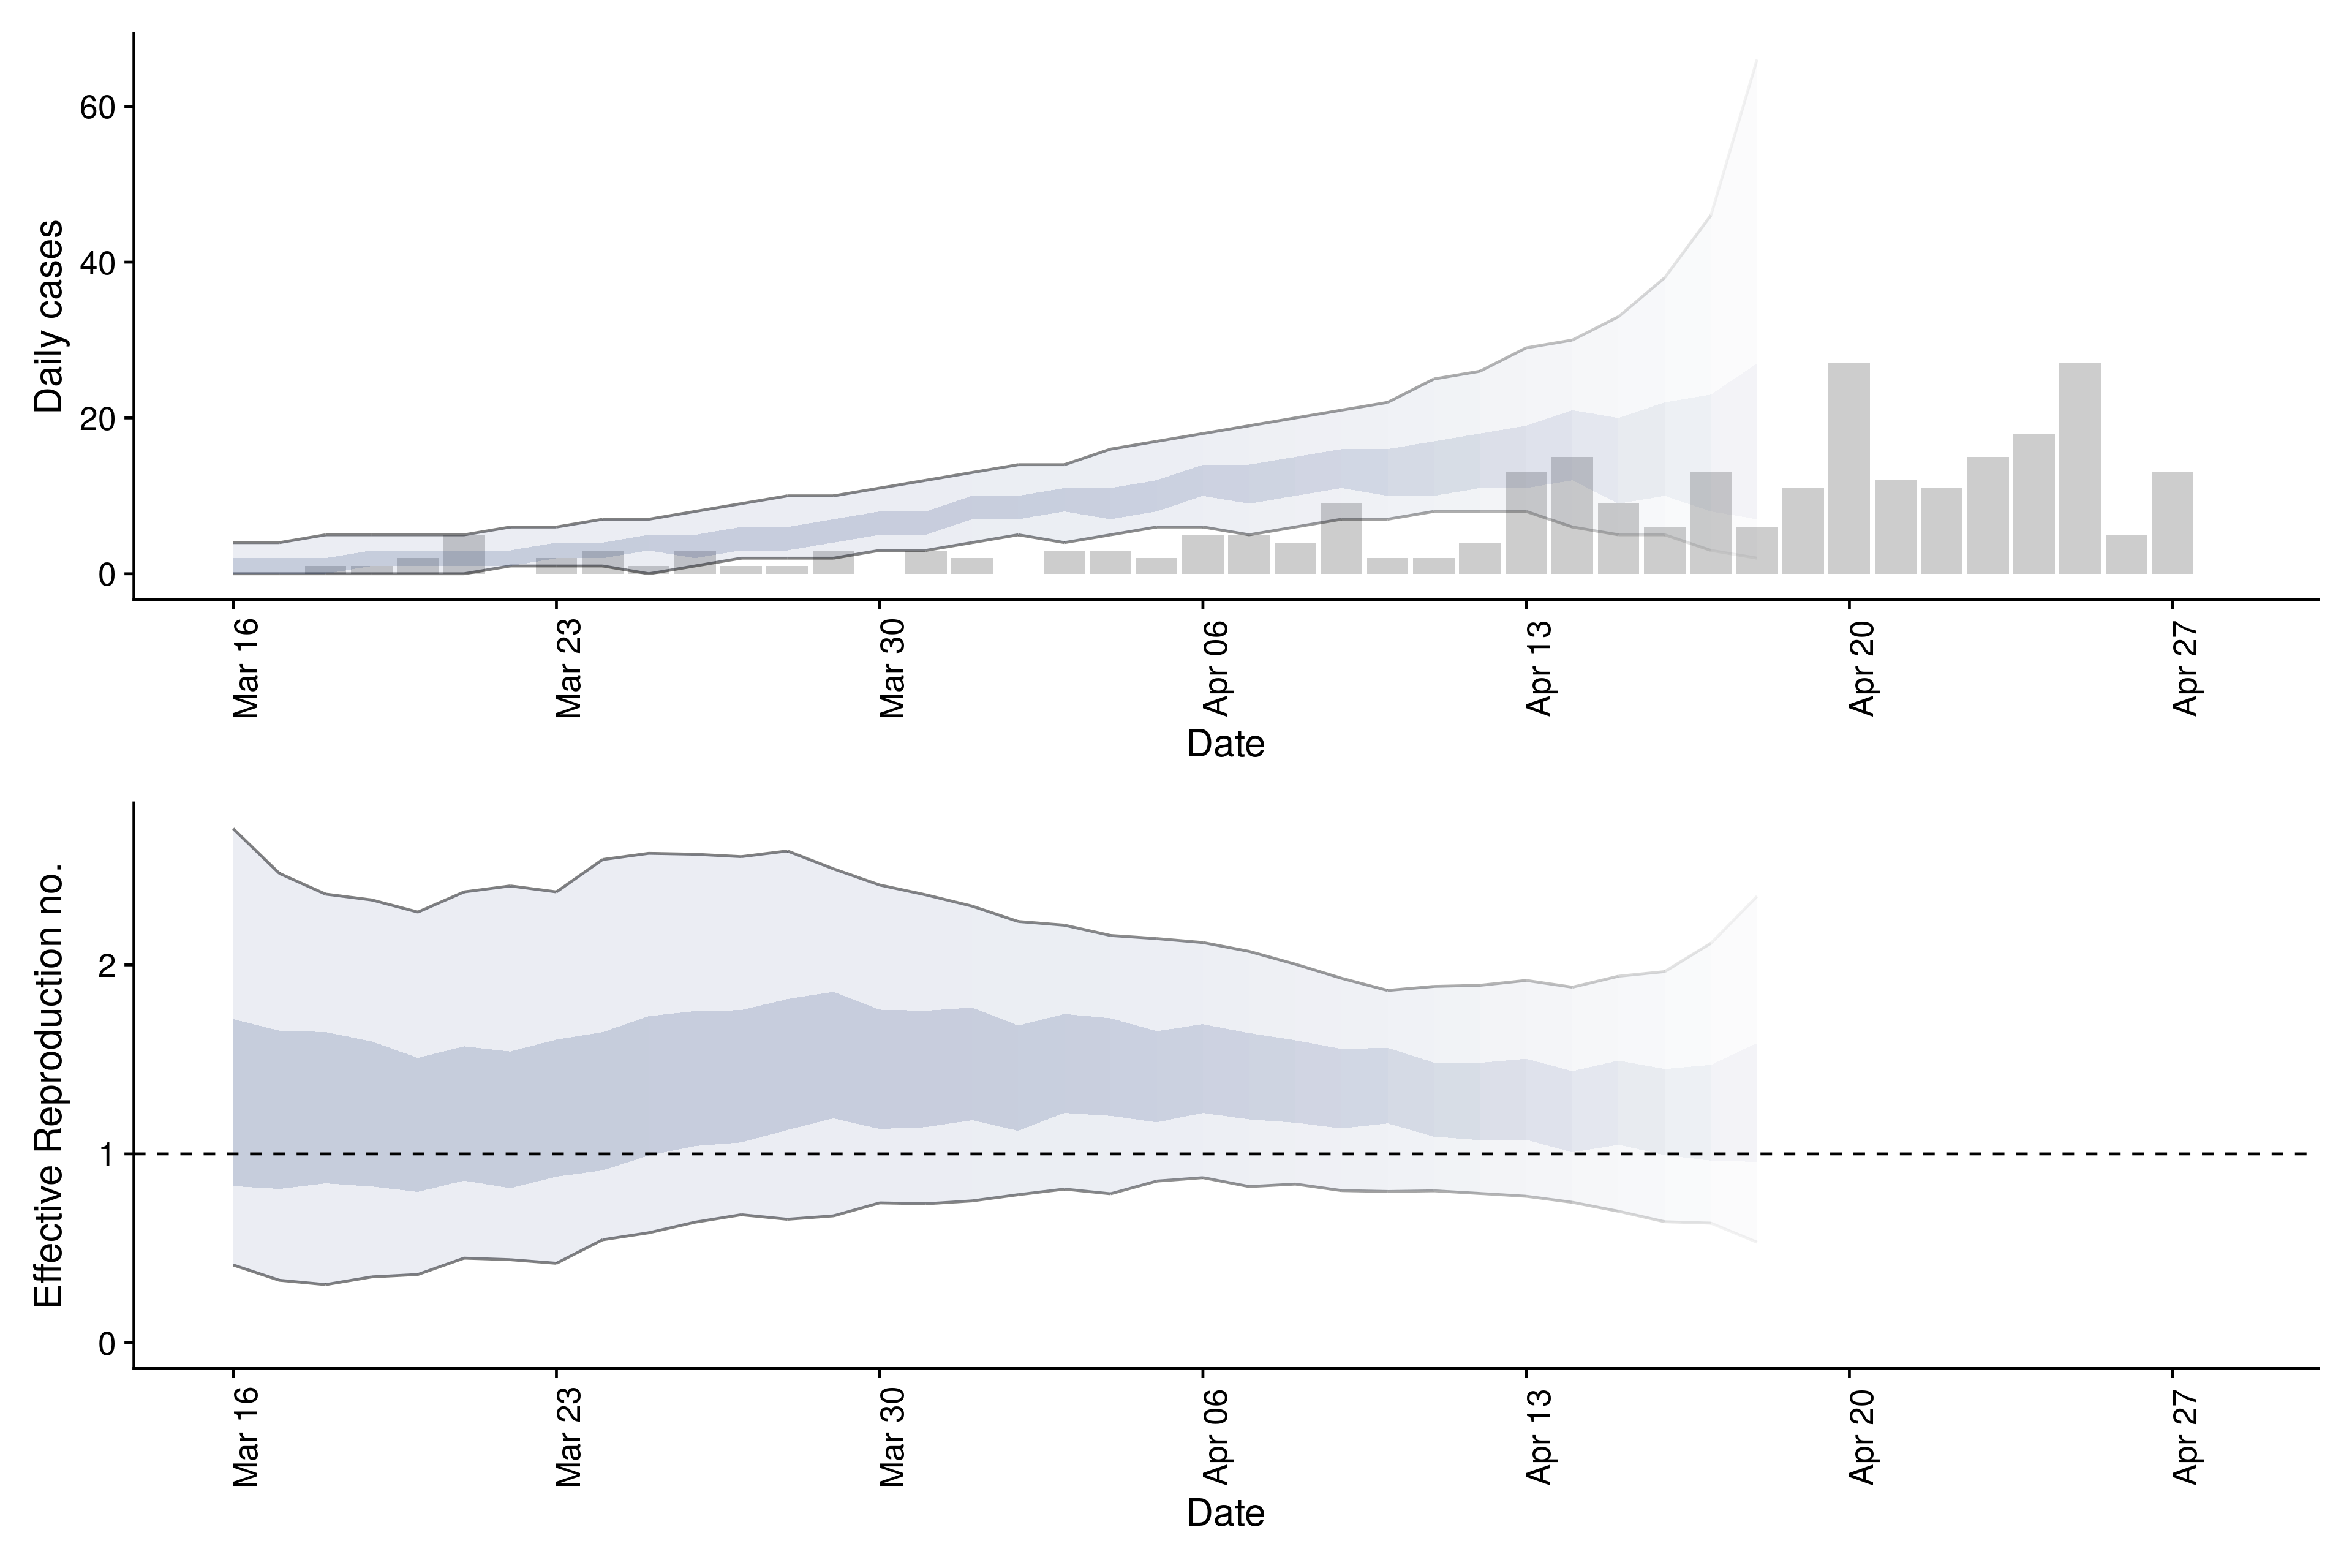 Daily cases
60
40
20
0
Mar 16
Mar 23
Mar 30
Apr 06
Apr 13
Apr 20
Apr 27
Date
Effective Reproduction no.
2
1
0
Mar 16
Mar 23
Mar 30
Apr 06
Apr 13
Apr 20
Apr 27
Date